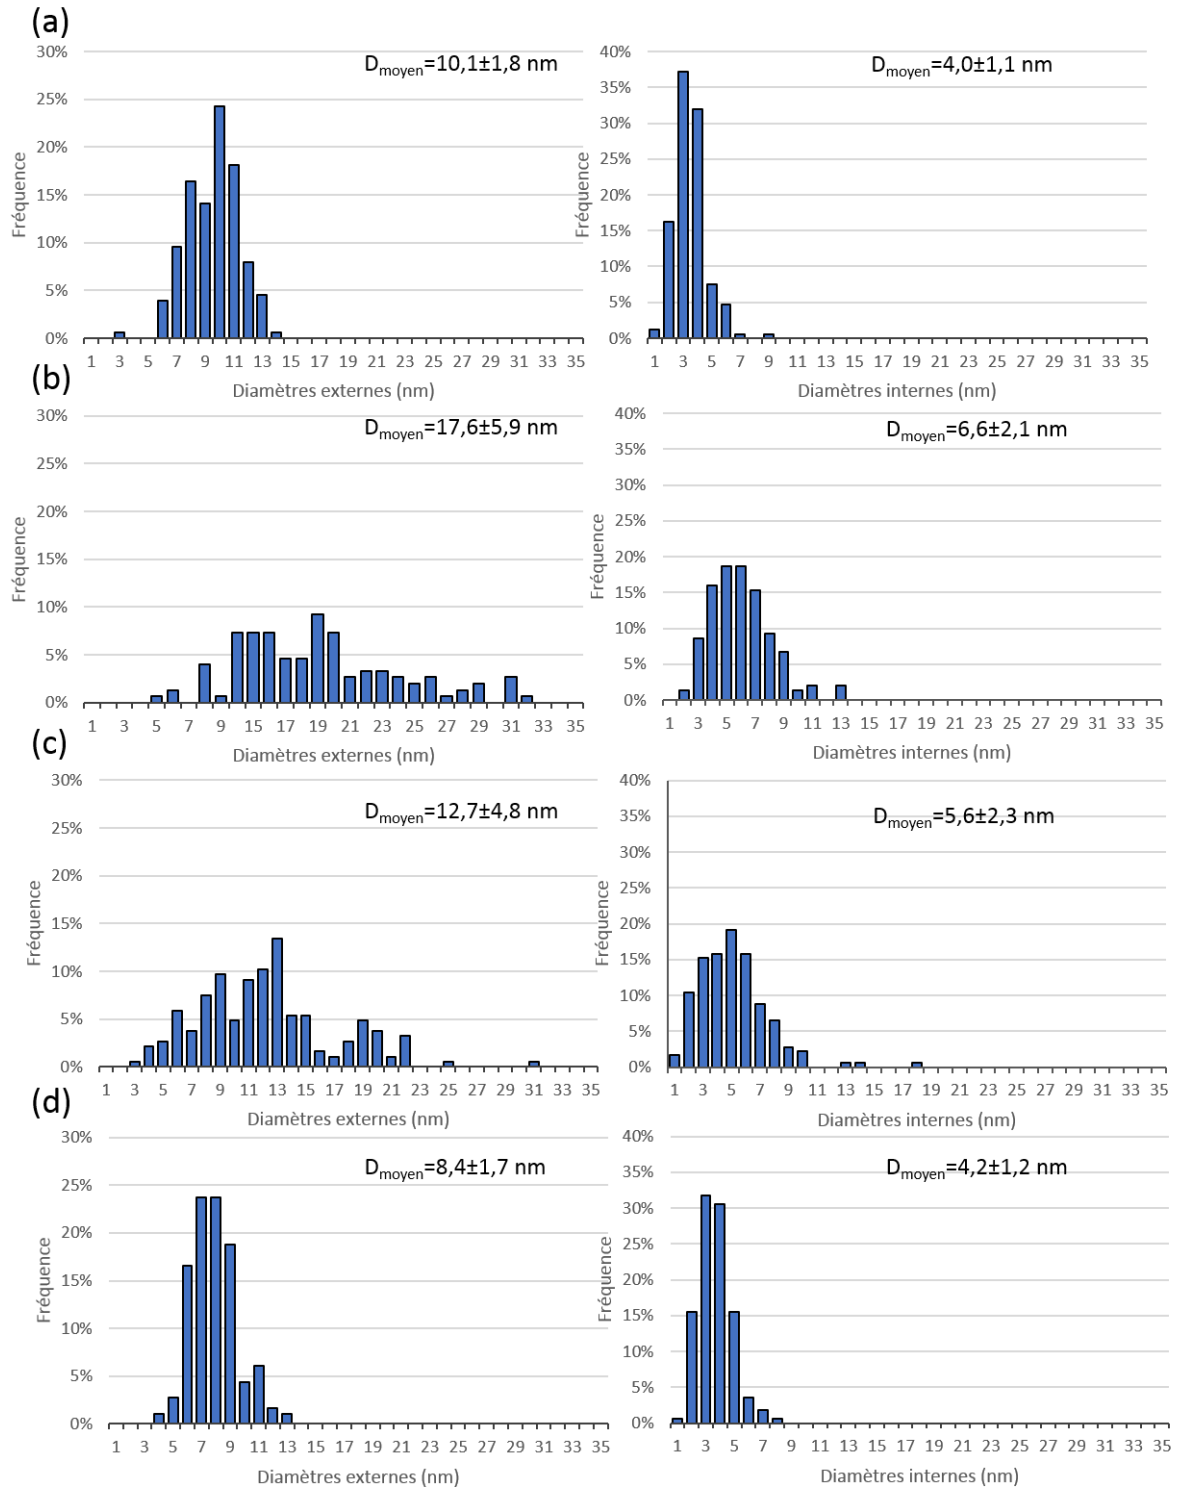 (a)
D_moyen=10,1±1,8 nm
30%
25%
20%
15%
10%
5%
0%
Fréquence
1 3 5 7 9 11 13 15 17 19 21 23 25 27 29 31 33 35
Diamètres externes (nm)
D_moyen=4,0±1,1 nm
40%
35%
30%
25%
20%
15%
10%
5%
0%
Fréquence
1 3 5 7 9 11 13 15 17 19 21 23 25 27 29 31 33 35
Diamètres internes (nm)
(b)
D_moyen=17,6±5,9 nm
30%
25%
20%
15%
10%
5%
0%
Fréquence
1 3 5 7 9 15 17 19 21 23 25 27 29 31 33 35
Diamètres externes (nm)
D_moyen=6,6±2,1 nm
40%
35%
30%
25%
20%
15%
10%
5%
0%
Fréquence
1 3 5 7 9 11 13 15 17 19 21 23 25 27 29 31 33 35
Diamètres internes (nm)
(c)
D_moyen=12,7±4,8 nm
30%
25%
20%
15%
10%
5%
0%
Fréquence
1 3 5 7 9 11 13 15 17 19 21 23 25 27 29 31 33 35
Diamètres externes (nm)
D_moyen=5,6±2,3 nm
40%
35%
30%
25%
20%
15%
10%
5%
0%
Fréquence
1 3 5 7 9 11 13 15 17 19 21 23 25 27 29 31 33 35
Diamètres internes (nm)
(d)
D_moyen=8,4±1,7 nm
30%
25%
20%
15%
10%
5%
0%
Fréquence
1 3 5 7 9 11 13 15 17 19 21 23 25 27 29 31 33 35
Diamètres externes (nm)
D_moyen=4,2±1,2 nm
40%
35%
30%
25%
20%
15%
10%
5%
0%
Fréquence
1 3 5 7 9 11 13 15 17 19 21 23 25 27 29 31 33 35
Diamètres internes (nm)